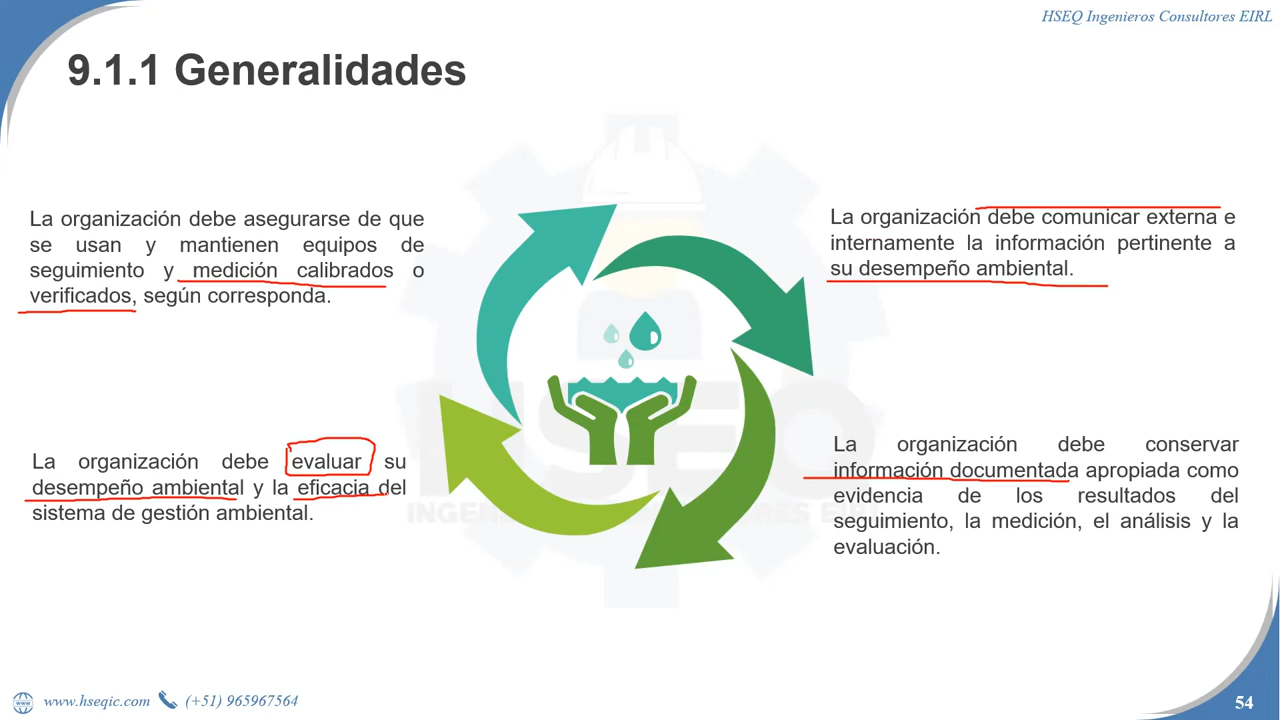 HSEQ Ingenieros Consultores EIRL
9.1.1 Generalidades
La organización debe asegurarse de que
se usan y mantienen equipos de
seguimiento y medición calibrados o
verificados, según corresponda.
La organización debe comunicar externa e
internamente la información pertinente a
su desempeño ambiental.
La organización debe evaluar su
desempeño ambiental y la eficacia del
sistema de gestión ambiental.
La organización debe conservar
información documentada apropiada como
evidencia de los resultados del
seguimiento, la medición, el análisis y la
evaluación.
HSEQ
www.hseqic.com (+51) 965967564
54